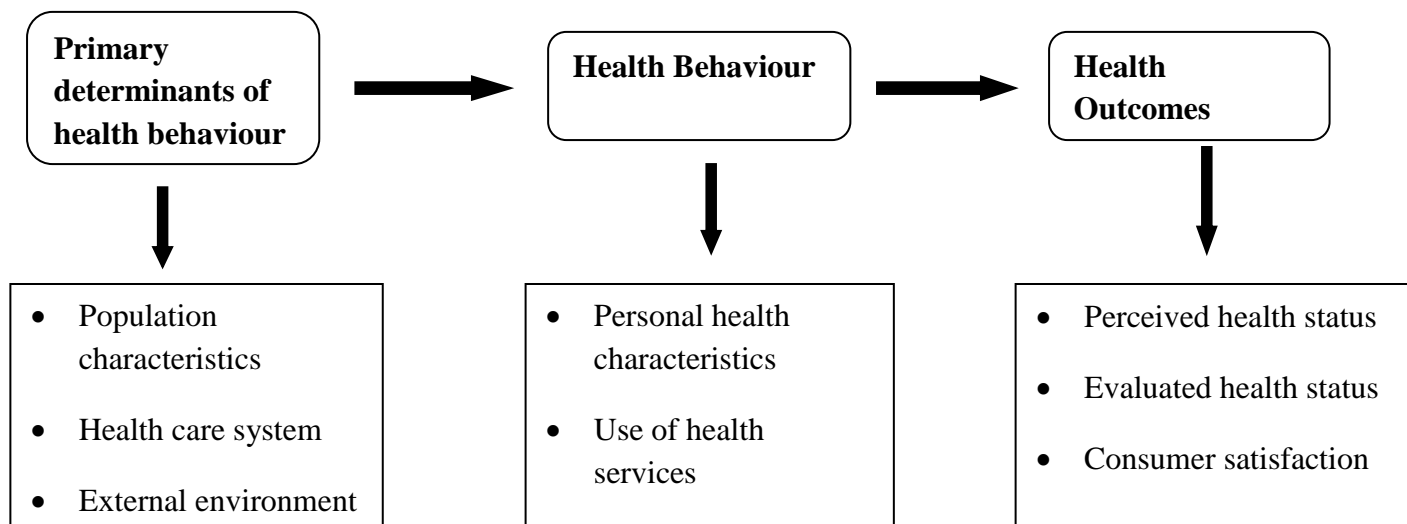 Primary
determinants of
health behaviour
Health Behaviour
Health
Outcomes
• Population
characteristics
• Health care system
• External environment
• Personal health
characteristics
• Use of health
services
• Perceived health status
• Evaluated health status
• Consumer satisfaction